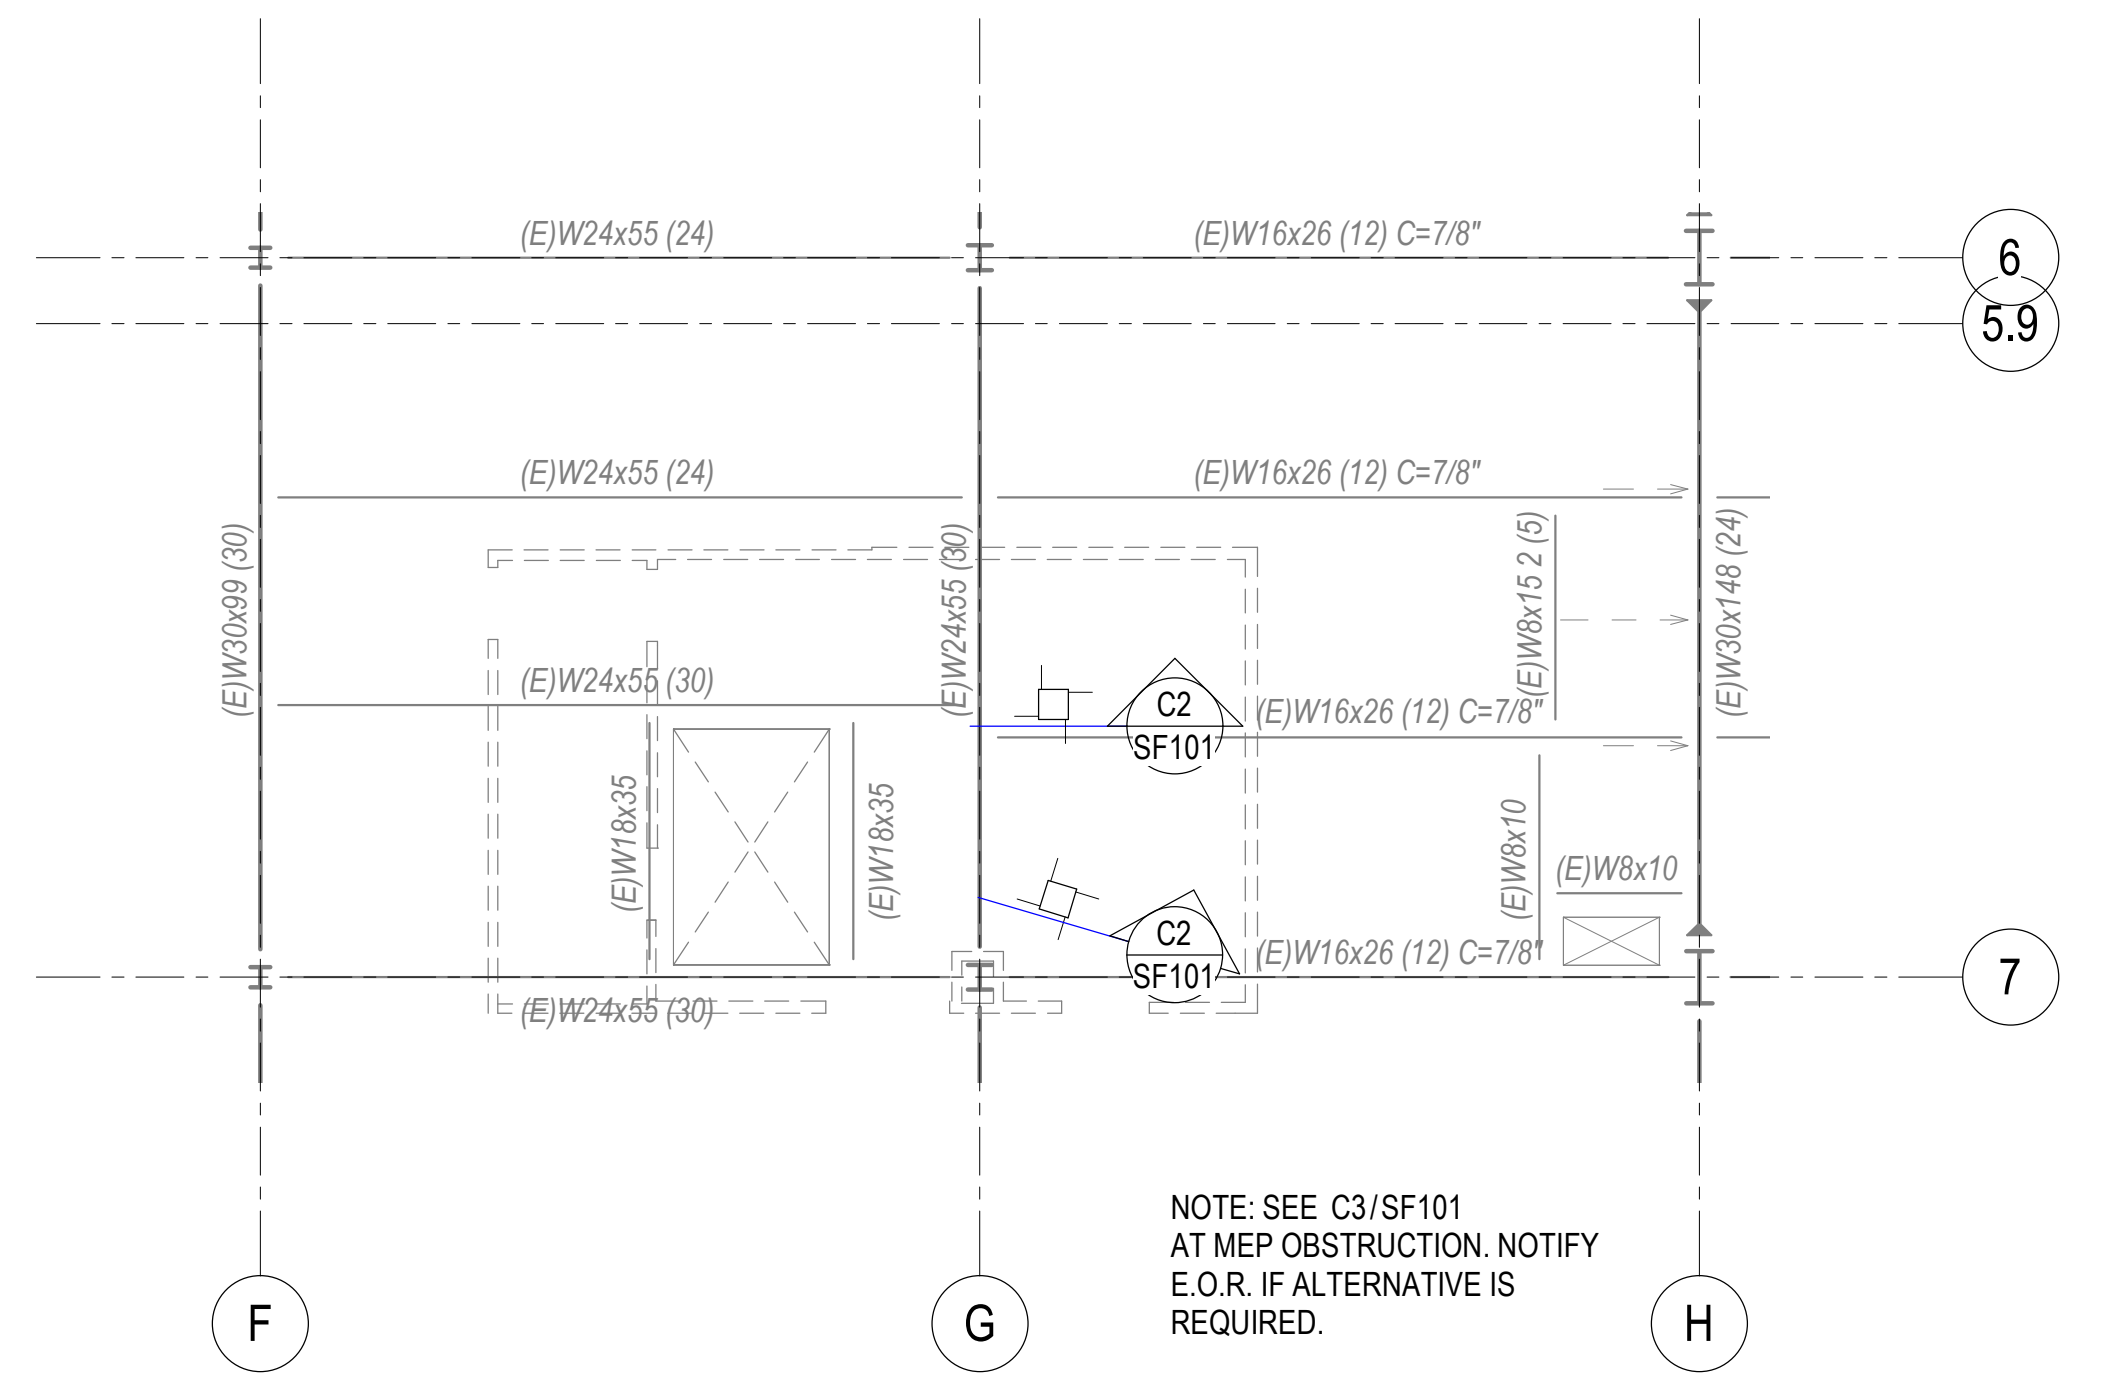 (E)W24x55 (24)
(E)W16x26 (12) C=7/8"
6
5.9
(E)W24x55 (24)
(E)W16x26 (12) C=7/8"
(E)W30x99 (30)
(E)W24x55 (30)
(E)W8x15 2 (5)
(E)W30x148 (24)
(E)W24x55 (30)
C2
SF101
(E)W16x26 (12) C=7/8"
(E)W18x35
(E)W18x35
(E)W8x10
(E)W8x10
C2
SF101
(E)W16x26 (12) C=7/8"
7
(E)W24x55 (30)
NOTE: SEE C3/SF101
AT MEP OBSTRUCTION. NOTIFY
E.O.R. IF ALTERNATIVE IS
REQUIRED.
F
G
H